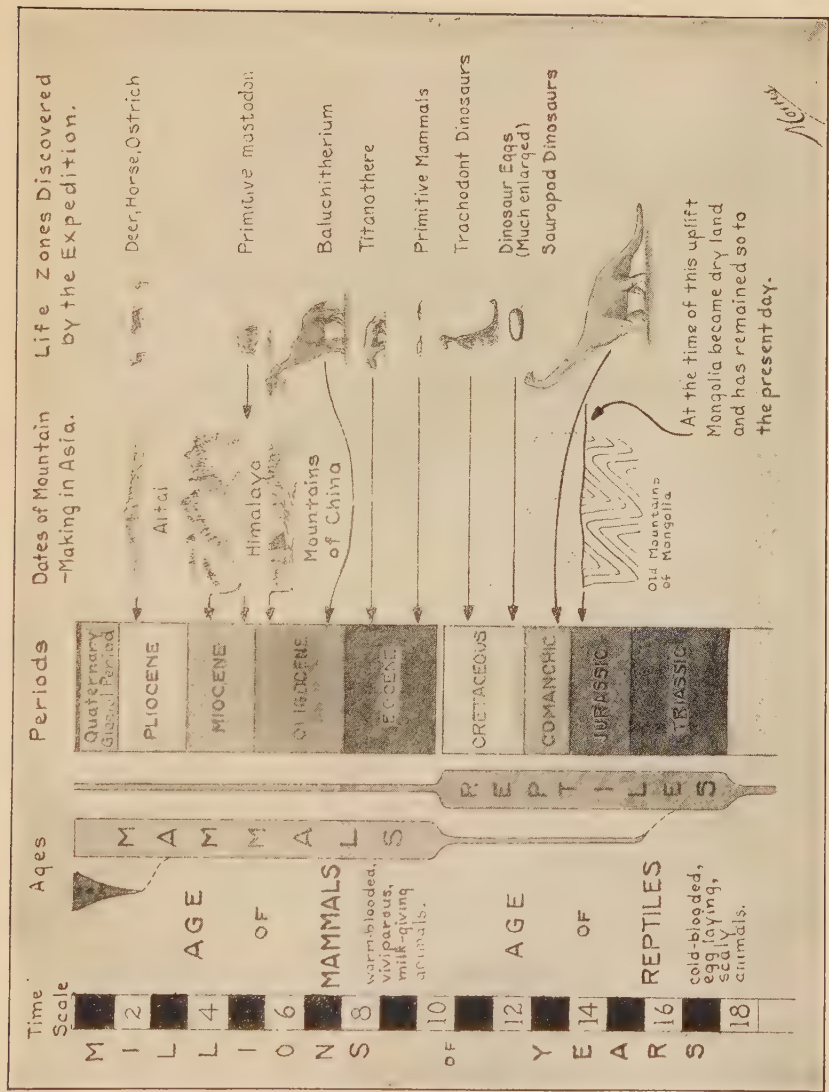 Time
Scale
Ages
Periods
Dates of Mountain
-Making in Asia.
Life Zones Discovered
by the Expedition.
MILLIONS OF YEARS
2
4
6
8
10
12
14
16
18
AGE
OF
MAMMALS
warm-blooded,
viviparous,
milk-giving
animals.
AGE
OF
REPTILES
cold-blooded,
egg laying,
scaly
animals.
MAMMALS
REPTILES
Quaternary
Glacial Period
PLIOCENE
MIOCENE
OLIGOCENE
EOCENE
CRETACEOUS
COMANCHIC
JURASSIC
TRIASSIC
Altai
Himalaya
Mountains
of China
Old Mountains
of Mongolia
Deer, Horse, Ostrich
Primitive mastodon
Baluchitherium
Titanothere
Primitive Mammals
Trachodont Dinosaurs
Dinosaur Eggs
(Much enlarged)
Sauropod Dinosaurs
At the time of this uplift
Mongolia became dry land
and has remained so to
the present day.